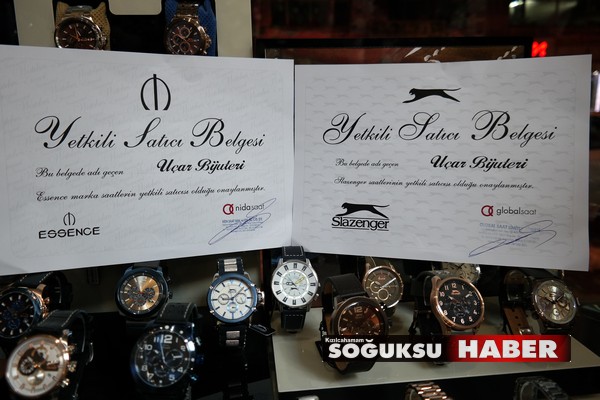 Yetkili Satıcı Belgesi
Bu belgede adı geçen Uçar Bijuteri
Essence marka saatlerinin yetkili satıcısı olduğu onaylanmıştır.
ESSENCE
nidasaat
Yetkili Satıcı Belgesi
Bu belgede adı geçen Uçar Bijuteri
Slazenger saatlerinin yetkili satıcısı olduğu onaylanmıştır.
Slazenger
globalsaat
Kızılcahamam
SOĞUKSU HABER